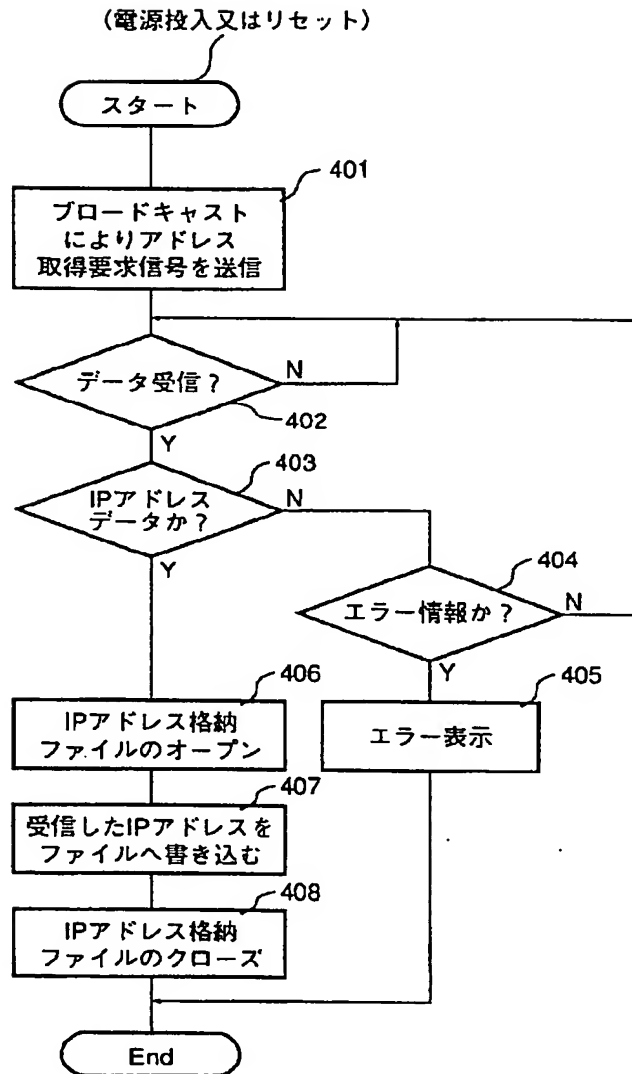 (電源投入又はリセット)
スタート
401
ブロードキャスト
によりアドレス
取得要求信号を送信
データ受信?
N
402
Y
403
IPアドレス
データか?
N
Y
404
エラー情報か?
N
Y
405
エラー表示
406
IPアドレス格納
ファイルのオープン
407
受信したIPアドレスを
ファイルへ書き込む
408
IPアドレス格納
ファイルのクローズ
End